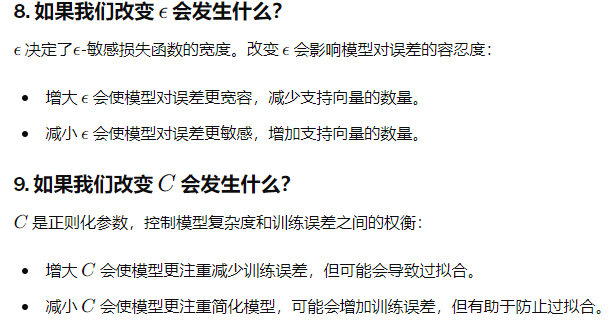 8. 如果我们改变 ϵ 会发生什么？
ϵ 决定了ϵ-敏感损失函数的宽度。改变 ϵ 会影响模型对误差的容忍度：
• 增大 ϵ 会使模型对误差更宽容，减少支持向量的数量。
• 减小 ϵ 会使模型对误差更敏感，增加支持向量的数量。
9. 如果我们改变 C 会发生什么？
C 是正则化参数，控制模型复杂度和训练误差之间的权衡：
• 增大 C 会使模型更注重减少训练误差，但可能会导致过拟合。
• 减小 C 会使模型更注重简化模型，可能会增加训练误差，但有助于防止过拟合。